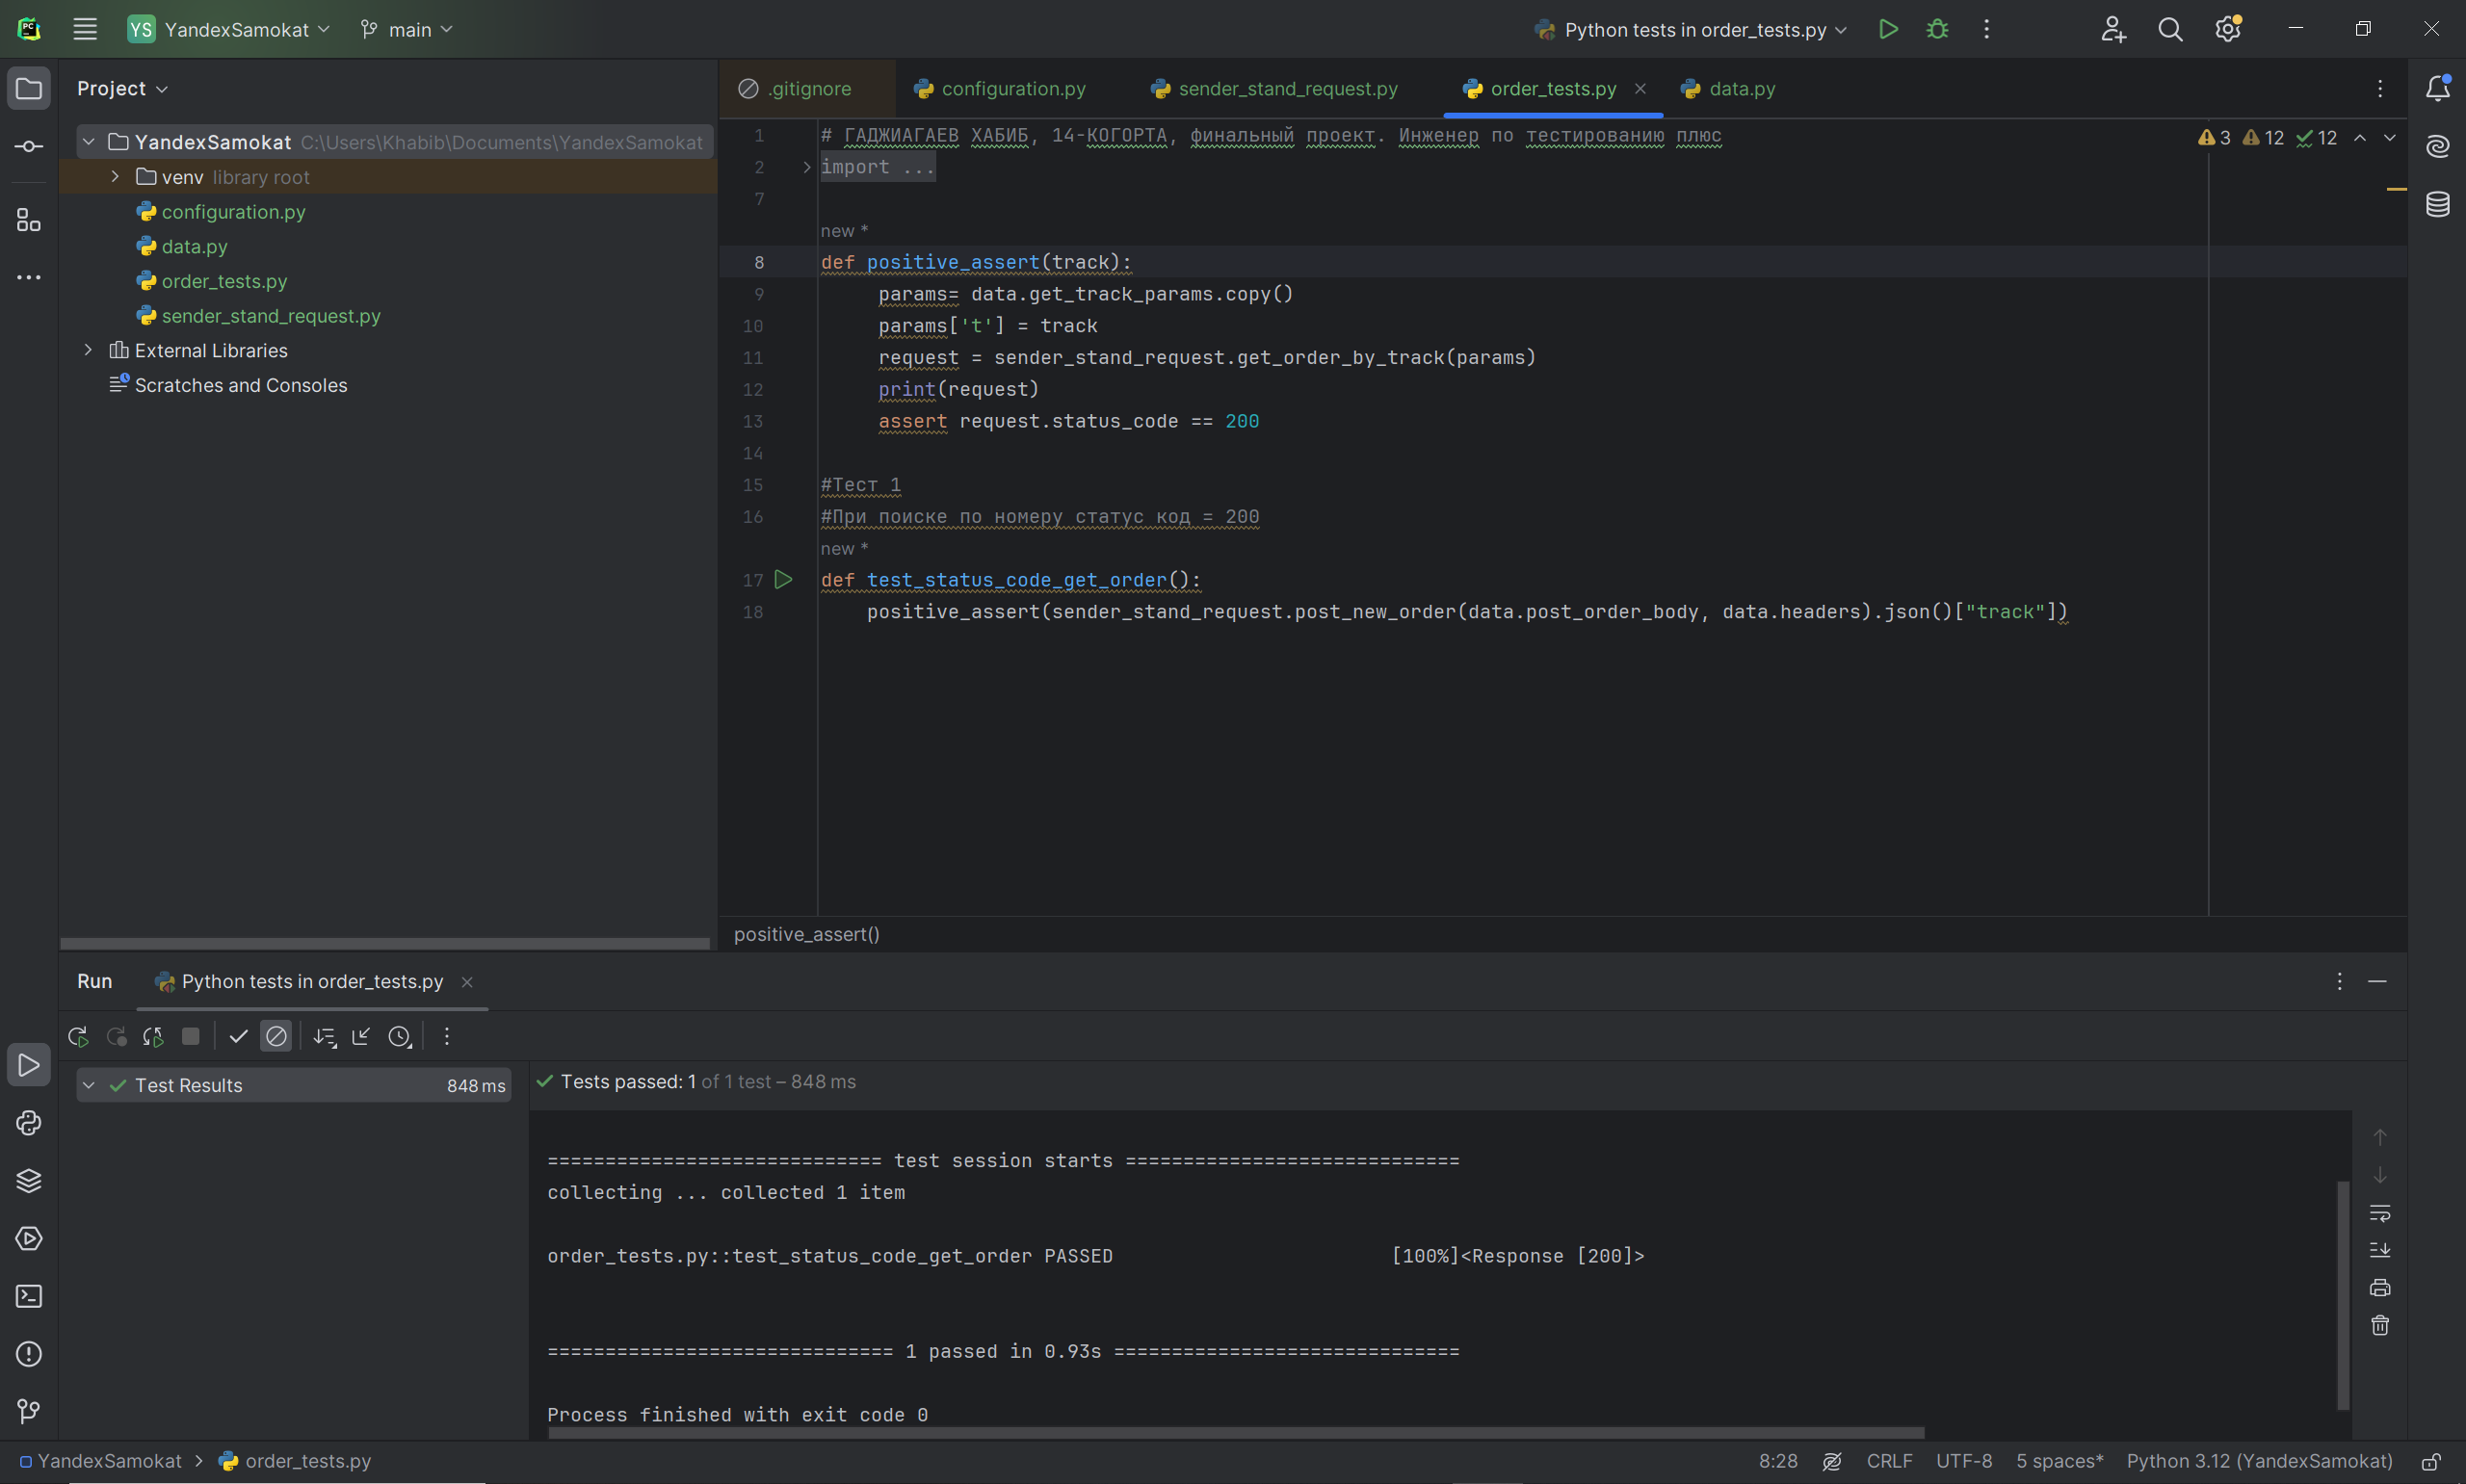 PC
YS YandexSamokat main Python tests in order_tests.py
Project
YandexSamokat C:\Users\Khabib\Documents\YandexSamokat
venv library root
configuration.py
data.py
order_tests.py
sender_stand_request.py
External Libraries
Scratches and Consoles
.gitignore configuration.py sender_stand_request.py order_tests.py data.py
3 12 12
1 # ГАДЖИАГАЕВ ХАБИБ, 14-КОГОРТА, финальный проект. Инженер по тестированию плюс
2 import ...
7
new *
8 def positive_assert(track):
9 params= data.get_track_params.copy()
10 params['t'] = track
11 request = sender_stand_request.get_order_by_track(params)
12 print(request)
13 assert request.status_code == 200
14
15 #Тест 1
16 #При поиске по номеру статус код = 200
new *
17 def test_status_code_get_order():
18 positive_assert(sender_stand_request.post_new_order(data.post_order_body, data.headers).json()["track"])
positive_assert()
Run Python tests in order_tests.py
Test Results 848 ms
Tests passed: 1 of 1 test – 848 ms
============================= test session starts =============================
collecting ... collected 1 item
order_tests.py::test_status_code_get_order PASSED [100%]<Response [200]>
============================== 1 passed in 0.93s ==============================
Process finished with exit code 0
YandexSamokat order_tests.py
8:28 CRLF UTF-8 5 spaces* Python 3.12 (YandexSamokat)